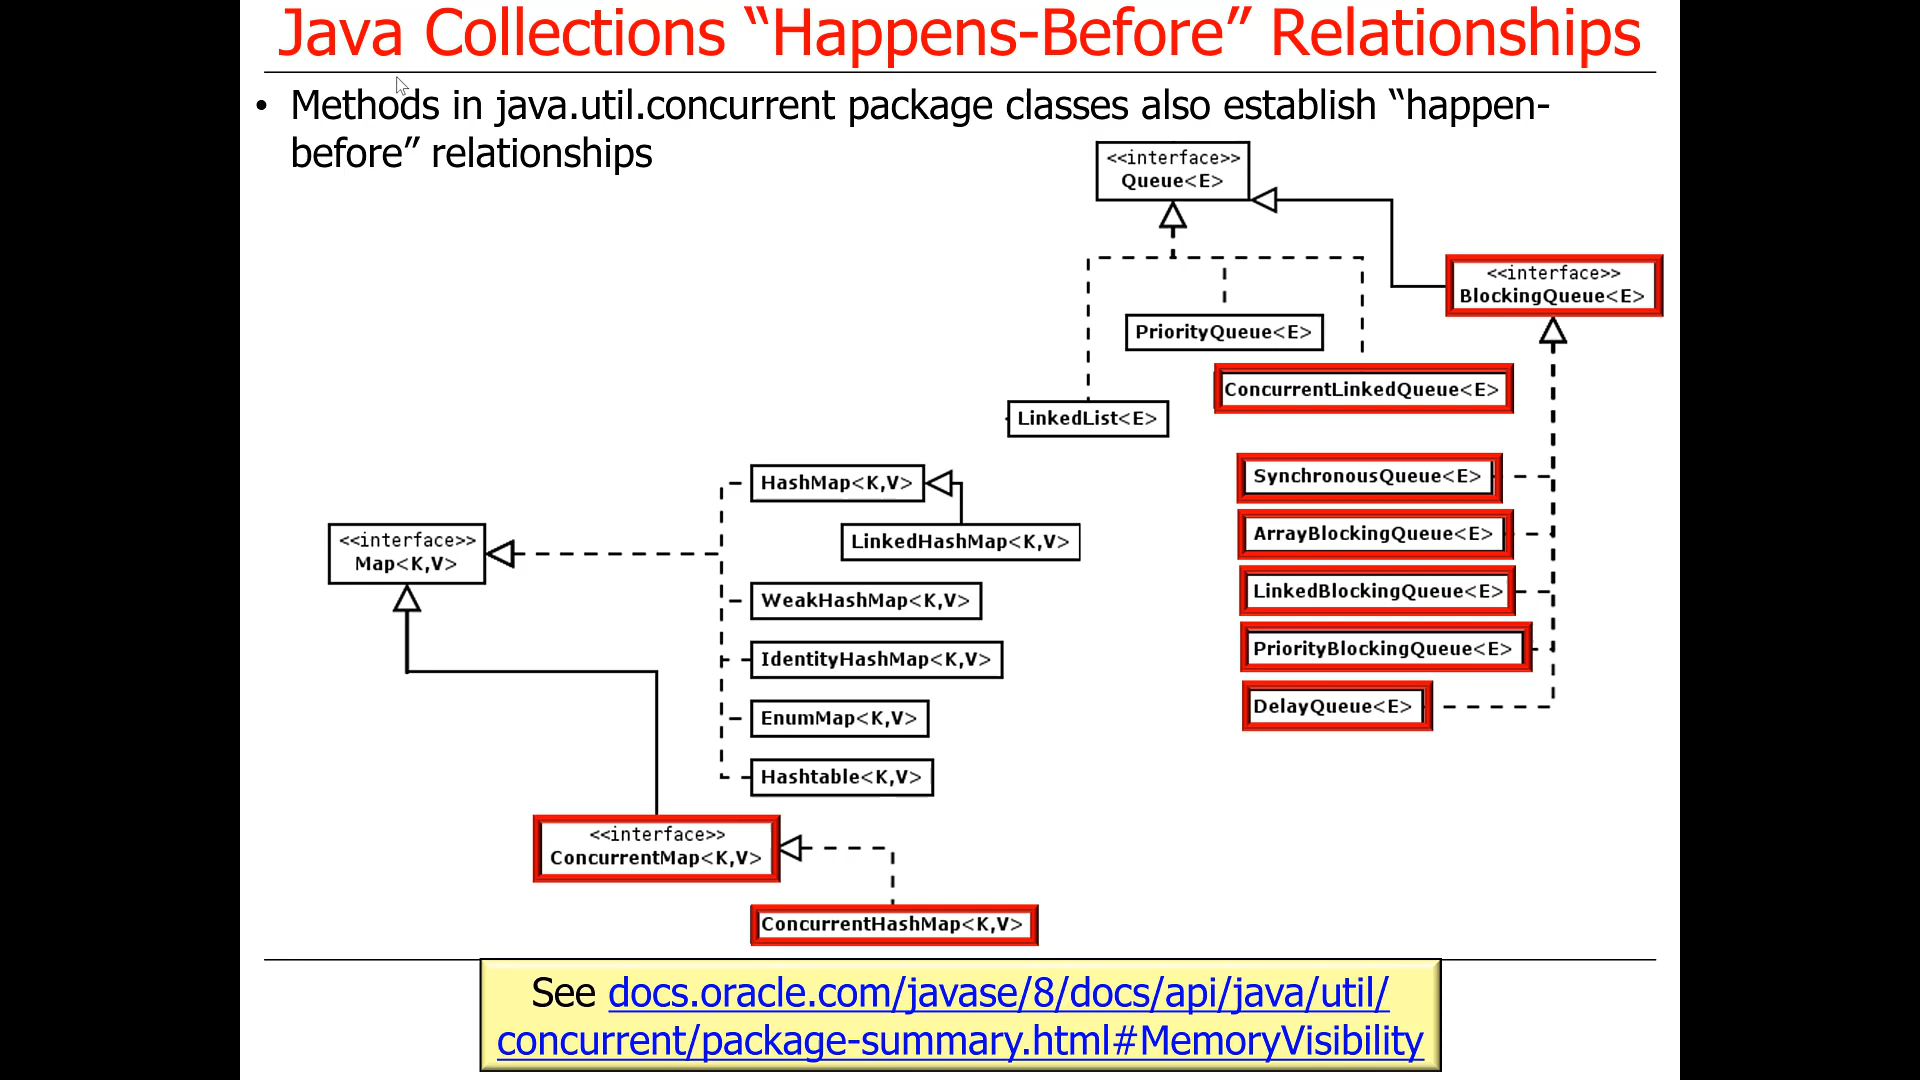 Java Collections “Happens-Before” Relationships
• Methods in java.util.concurrent package classes also establish “happen-
before” relationships
<<interface>>
Queue<E>
<<interface>>
BlockingQueue<E>
PriorityQueue<E>
ConcurrentLinkedQueue<E>
LinkedList<E>
SynchronousQueue<E>
ArrayBlockingQueue<E>
LinkedBlockingQueue<E>
PriorityBlockingQueue<E>
DelayQueue<E>
HashMap<K,V>
LinkedHashMap<K,V>
<<interface>>
Map<K,V>
WeakHashMap<K,V>
IdentityHashMap<K,V>
EnumMap<K,V>
Hashtable<K,V>
<<interface>>
ConcurrentMap<K,V>
ConcurrentHashMap<K,V>
See docs.oracle.com/javase/8/docs/api/java/util/
concurrent/package-summary.html#MemoryVisibility